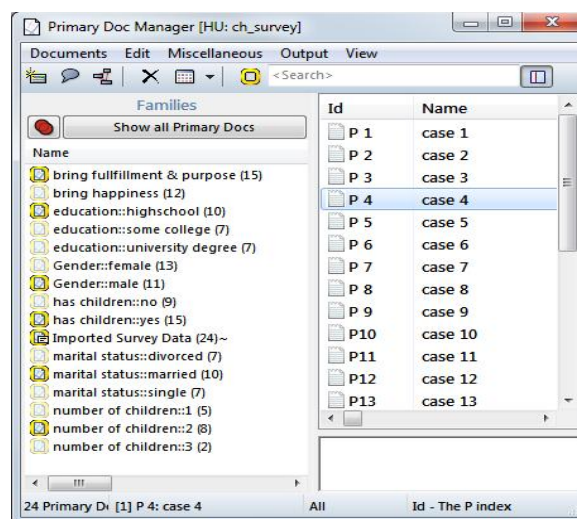 Primary Doc Manager [HU: ch_survey]
Documents Edit Miscellaneous Output View
<Search>
Families
Show all Primary Docs
Name
bring fullfillment & purpose (15)
bring happiness (12)
education::highschool (10)
education::some college (7)
education::university degree (7)
Gender::female (13)
Gender::male (11)
has children::no (9)
has children::yes (15)
Imported Survey Data (24)~
marital status::divorced (7)
marital status::married (10)
marital status::single (7)
number of children::1 (5)
number of children::2 (8)
number of children::3 (2)
Id Name
P 1 case 1
P 2 case 2
P 3 case 3
P 4 case 4
P 5 case 5
P 6 case 6
P 7 case 7
P 8 case 8
P 9 case 9
P10 case 10
P11 case 11
P12 case 12
P13 case 13
24 Primary D [1] P 4: case 4 All Id - The P index